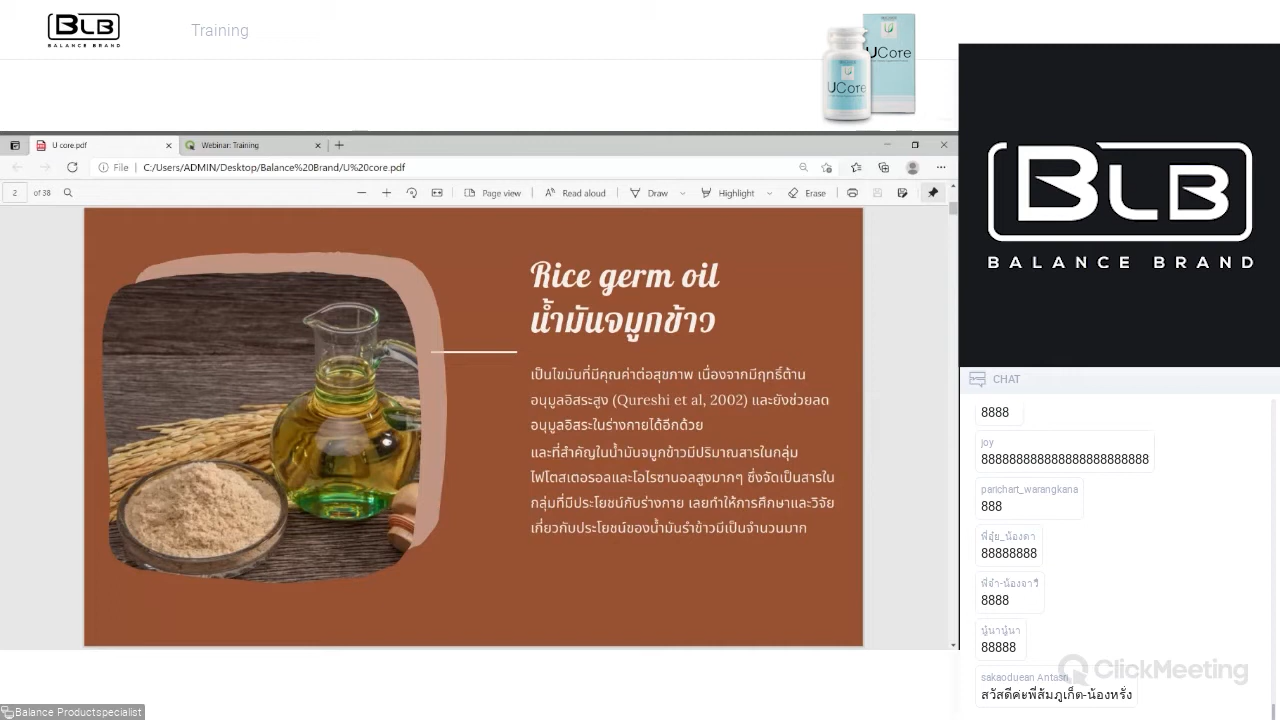 BLB
BALANCE BRAND
Training
UCore
UCore
U core.pdf
Webinar: Training
File
C:/Users/ADMIN/Desktop/Balance%20Brand/U%20core.pdf
2
of 38
Page view
Read aloud
Draw
Highlight
Erase
Rice germ oil
น้ำมันจมูกข้าว
เป็นไขมันที่มีคุณค่าต่อสุขภาพ เนื่องจากมีฤทธิ์ต้าน
อนุมูลอิสระสูง (Qureshi et al, 2002) และยังช่วยลด
อนุมูลอิสระในร่างกายได้อีกด้วย
และที่สำคัญในน้ำมันจมูกข้าวมีปริมาณสารในกลุ่ม
ไฟโตสเตอรอลและโอไรซานอลสูงมากๆ ซึ่งจัดเป็นสารใน
กลุ่มที่มีประโยชน์กับร่างกาย เลยทำให้การศึกษาและวิจัย
เกี่ยวกับประโยชน์ของน้ำมันรำข้าวมีเป็นจำนวนมาก
BLB
BALANCE BRAND
CHAT
8888
joy
888888888888888888888888
parichart_warangkana
888
พี่อุ๋ย_น้องดา
88888888
พี่จ๋า-น้องจาวี
8888
นู๋นานู๋นา
88888
sakaoduean Antasri
สวัสดีค่ะพี่ส้มภูเก็ต-น้องหรั่ง
ClickMeeting
Balance Productspecialist